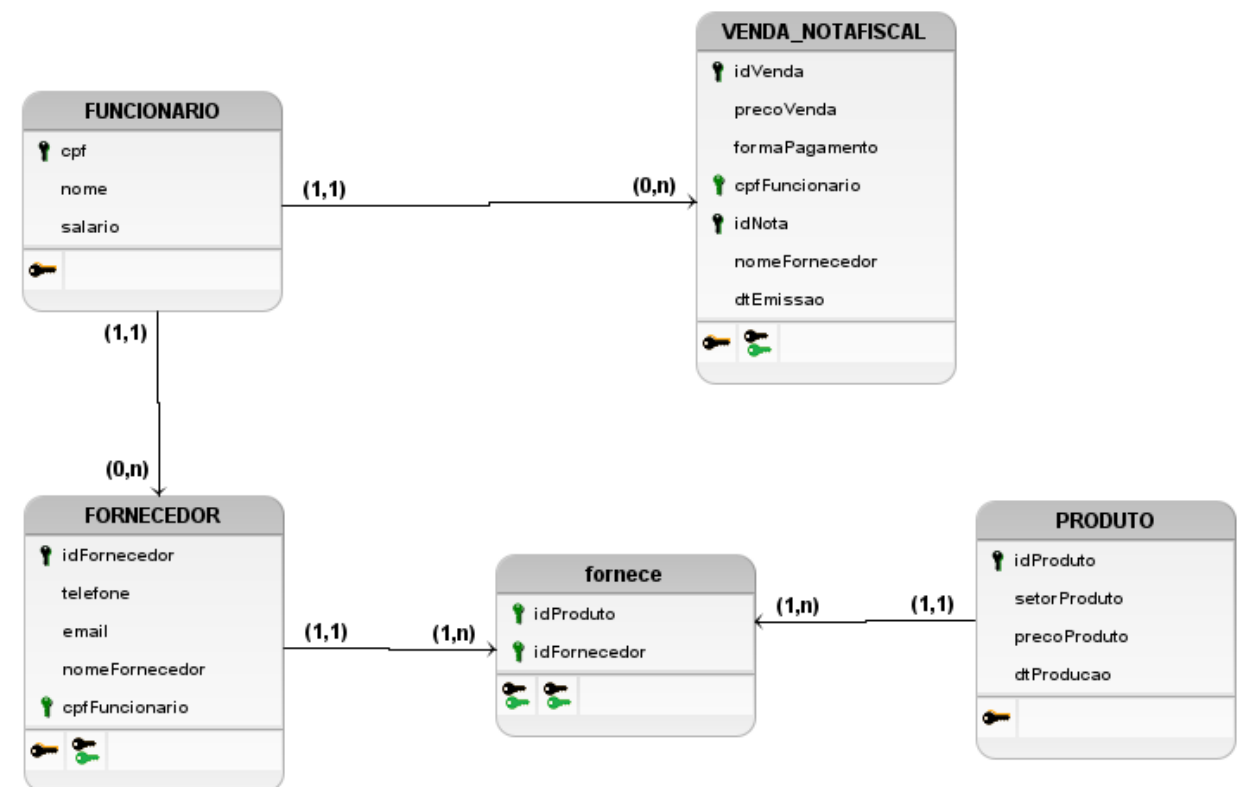 VENDA_NOTAFISCAL
idVenda
precoVenda
formaPagamento
cpfFuncionario
idNota
nomeFornecedor
dtEmissao
FUNCIONARIO
cpf
nome
salario
(1,1)
(0,n)
(1,1)
(0,n)
FORNECEDOR
idFornecedor
telefone
email
nomeFornecedor
cpfFuncionario
(1,1)
(1,n)
fornece
idProduto
idFornecedor
(1,n)
(1,1)
PRODUTO
idProduto
setorProduto
precoProduto
dtProducao